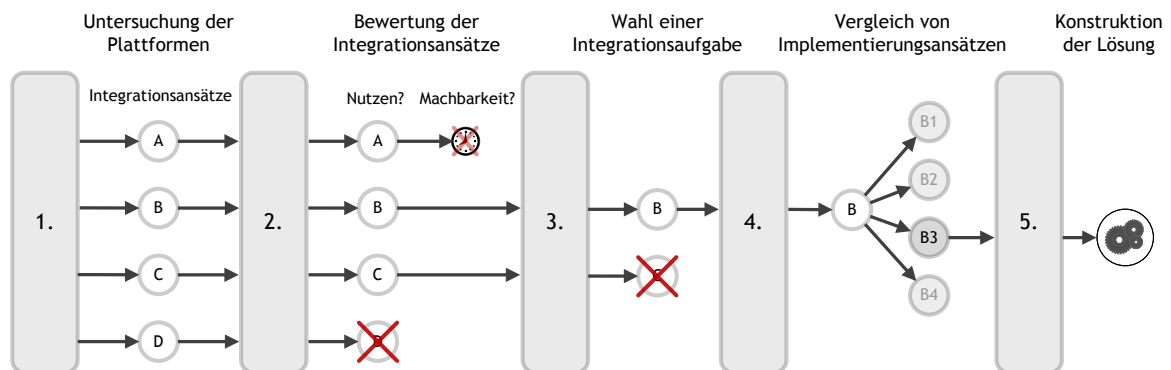 Untersuchung der
Plattformen
Bewertung der
Integrationsansätze
Wahl einer
Integrationsaufgabe
Vergleich von
Implementierungsansätzen
Konstruktion
der Lösung
Integrationsansätze
Nutzen?
Machbarkeit?
1.
A
B
C
D
2.
A
B
C
D
3.
B
C
4.
B
B1
B2
B3
B4
5.